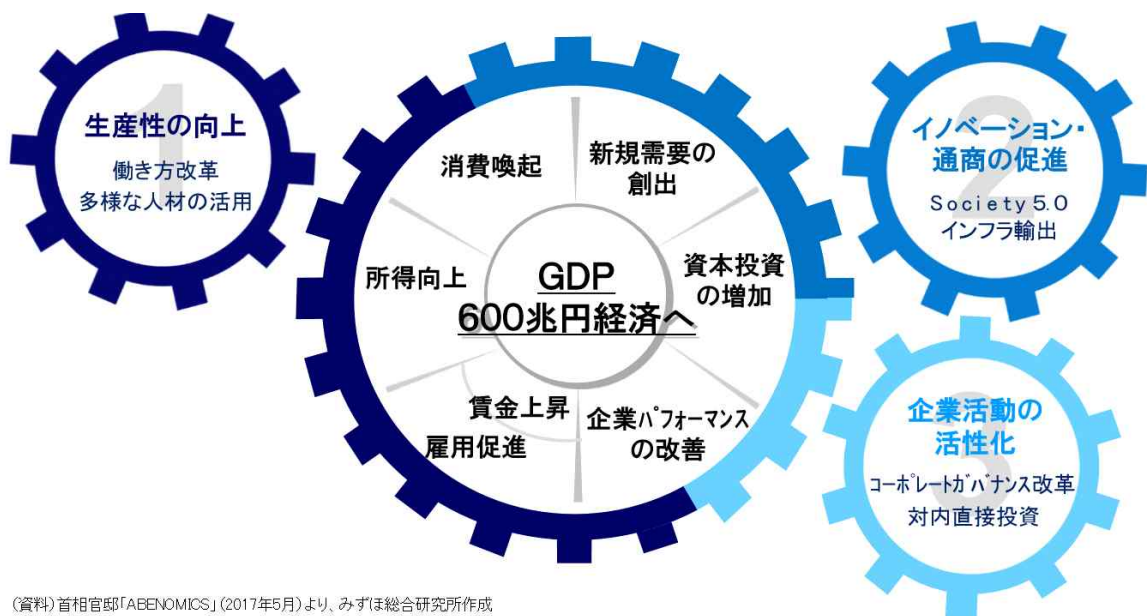 1
生産性の向上
働き方改革
多様な人材の活用
消費喚起
新規需要の
創出
所得向上
資本投資
の増加
GDP
600兆円経済へ
賃金上昇
雇用促進
企業ﾊﾟﾌｫｰﾏﾝｽ
の改善
2
イノベーション・
通商の促進
Society 5.0
インフラ輸出
3
企業活動の
活性化
ｺｰﾎﾟﾚｰﾄｶﾞﾊﾞﾅﾝｽ改革
対内直接投資
(資料)首相官邸「ABENOMICS」(2017年5月)より、みずほ総合研究所作成